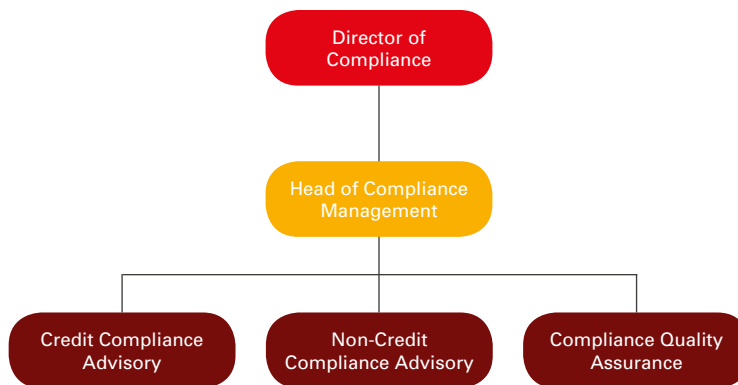 Director of
Compliance
Head of Compliance
Management
Credit Compliance
Advisory
Non-Credit
Compliance Advisory
Compliance Quality
Assurance